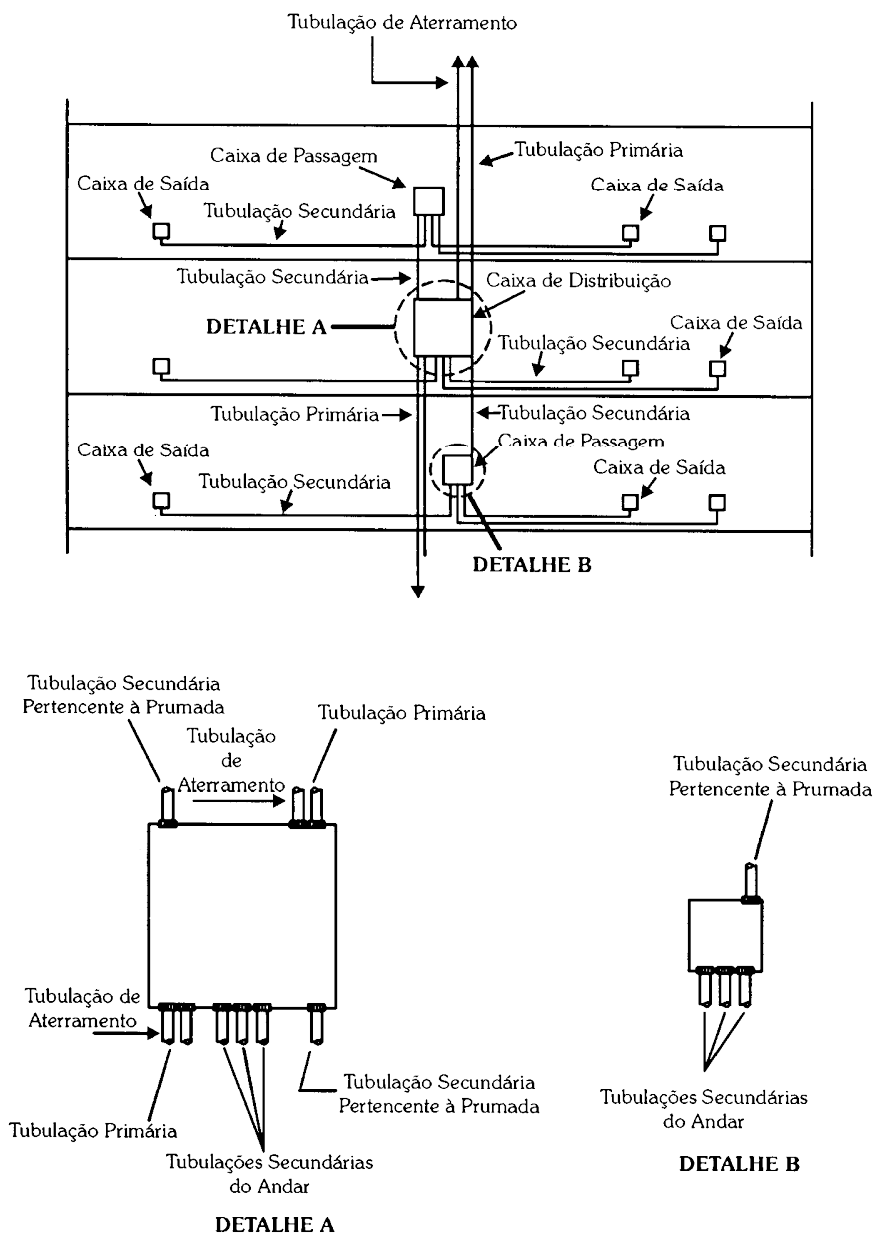 Tubulação de Aterramento
Tubulação Primária
Caixa de Passagem
Caixa de Saída
Caixa de Saída
Tubulação Secundária
Tubulação Secundária
Caixa de Distribuição
DETALHE A
Caixa de Saída
Tubulação Secundária
Tubulação Primária
Tubulação Secundária
Caixa de Passagem
Caixa de Saída
Caixa de Saída
Tubulação Secundária
DETALHE B
Tubulação Secundária
Pertencente à Prumada
Tubulação Primária
Tubulação
de
Aterramento
Tubulação de
Aterramento
Tubulação Primária
Tubulações Secundárias
do Andar
Tubulação Secundária
Pertencente à Prumada
DETALHE A
Tubulação Secundária
Pertencente à Prumada
Tubulações Secundárias
do Andar
DETALHE B